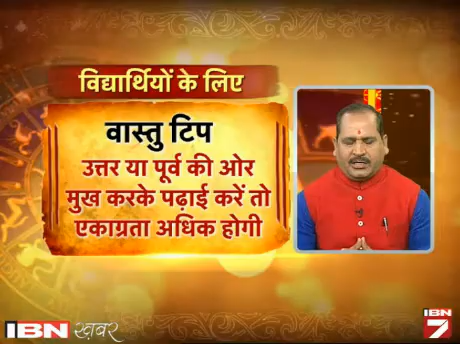 विद्यार्थियों के लिए
वास्तु टिप
उत्तर या पूर्व की ओर
मुख करके पढ़ाई करें तो
एकाग्रता अधिक होगी
IBN ख़बर
IBN
7